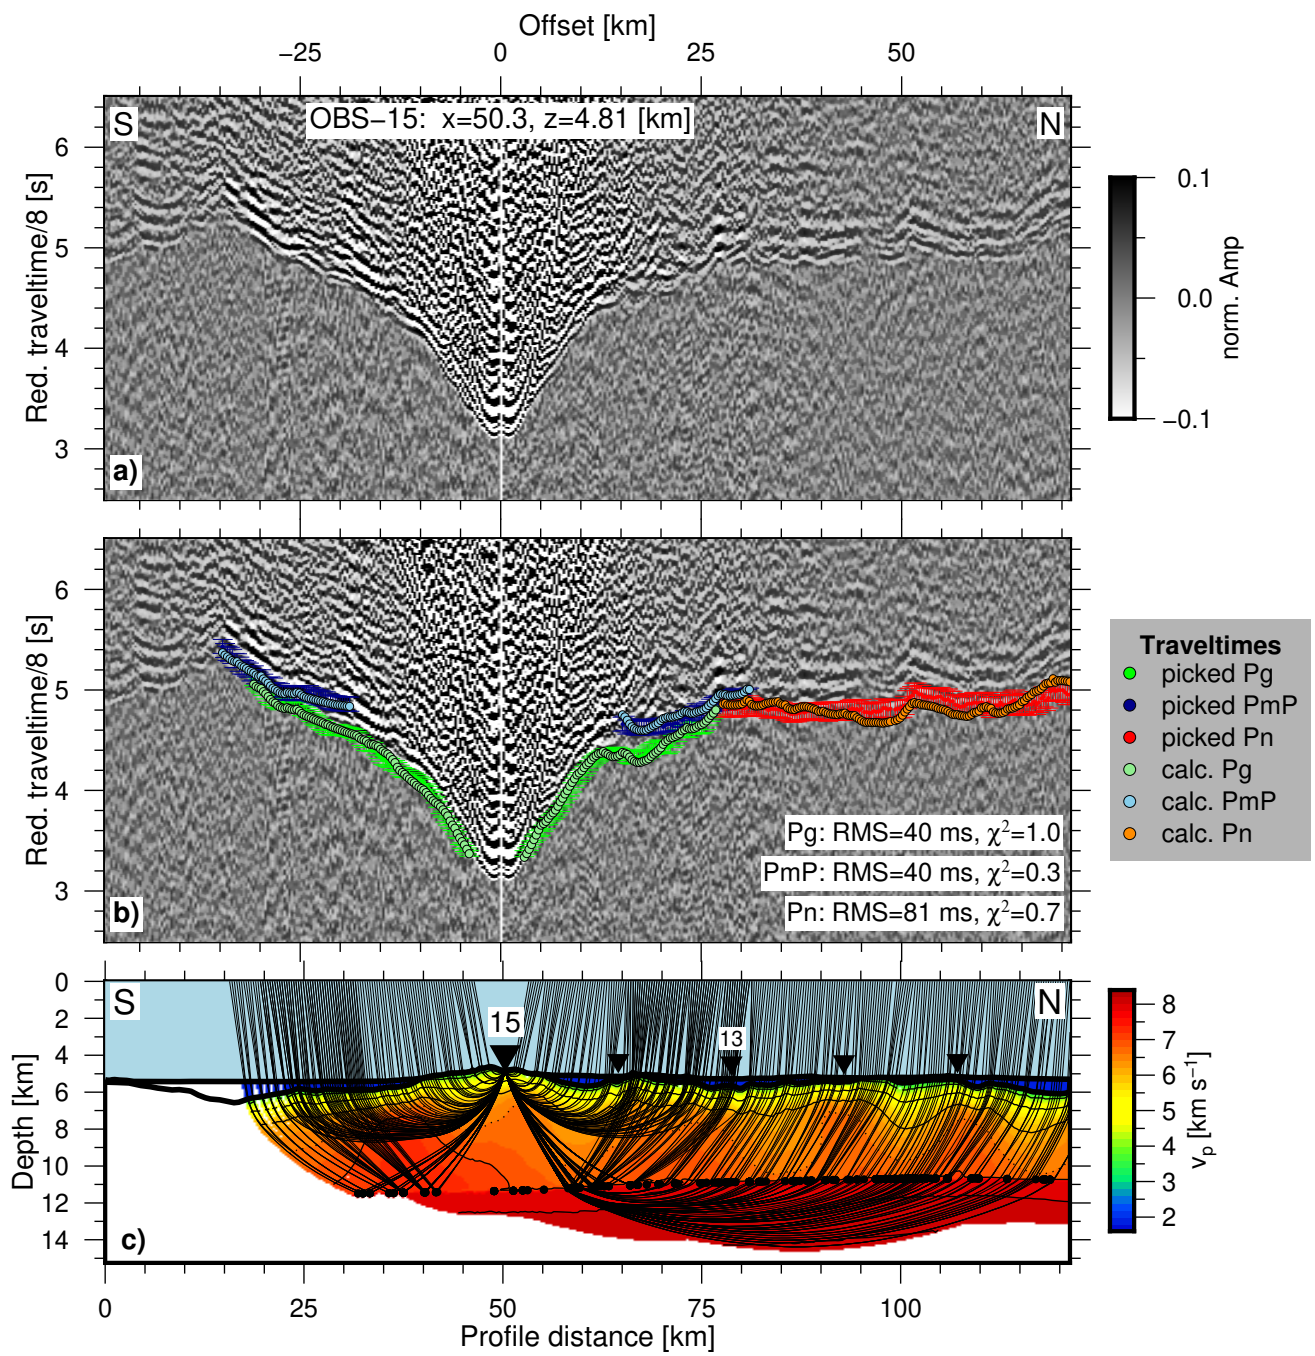 Offset [km]
−25 0 25 50
S
OBS−15: x=50.3, z=4.81 [km]
N
Red. traveltime/8 [s]
6
5
4
3
a)
0.1
0.0
−0.1
norm. Amp
Red. traveltime/8 [s]
6
5
4
3
b)
Pg: RMS=40 ms, χ²=1.0
PmP: RMS=40 ms, χ²=0.3
Pn: RMS=81 ms, χ²=0.7
Traveltimes
picked Pg
picked PmP
picked Pn
calc. Pg
calc. PmP
calc. Pn
Depth [km]
0
2
4
6
8
10
12
14
S
15
13
N
c)
8
7
6
5
4
3
2
vₚ [km s⁻¹]
0 25 50 75 100
Profile distance [km]